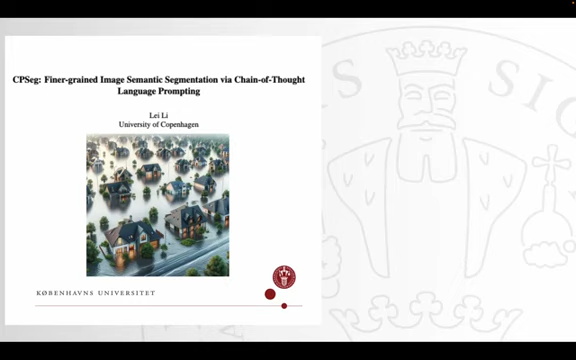 CPSeg: Finer-grained Image Semantic Segmentation via Chain-of-Thought
Language Prompting
Lei Li
University of Copenhagen
KØBENHAVNS UNIVERSITET